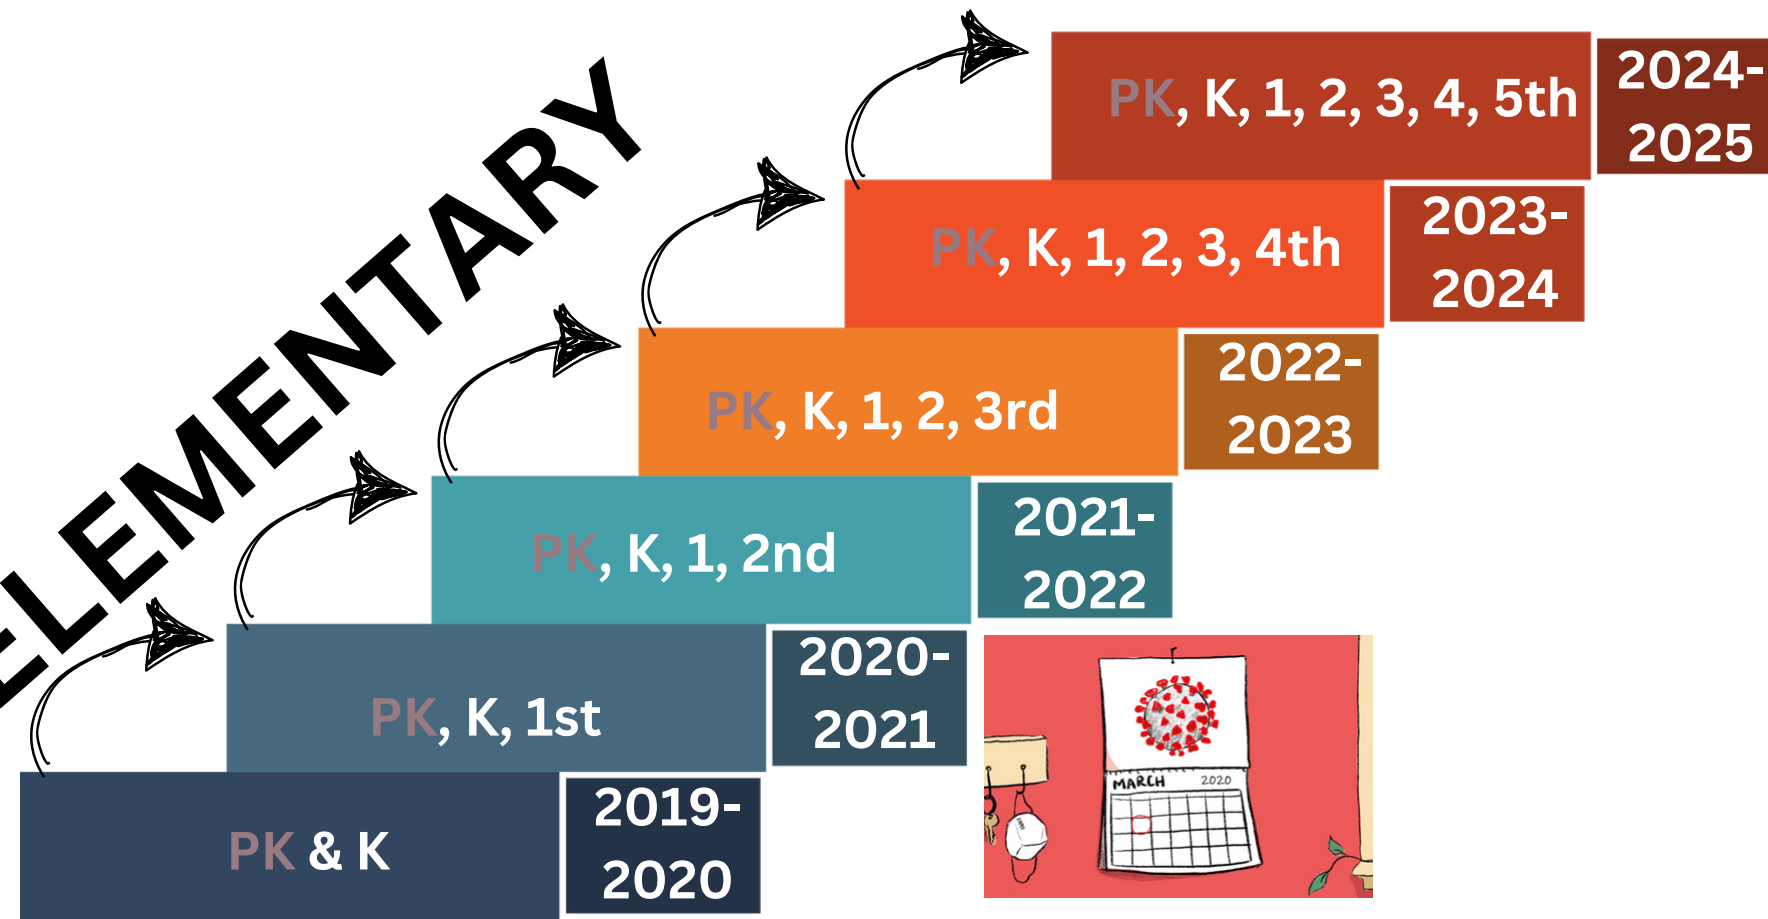 ELEMENTARY
PK, K, 1, 2, 3, 4, 5th
2024-
2025
PK, K, 1, 2, 3, 4th
2023-
2024
PK, K, 1, 2, 3rd
2022-
2023
PK, K, 1, 2nd
2021-
2022
PK, K, 1st
2020-
2021
MARCH 2020
PK & K
2019-
2020